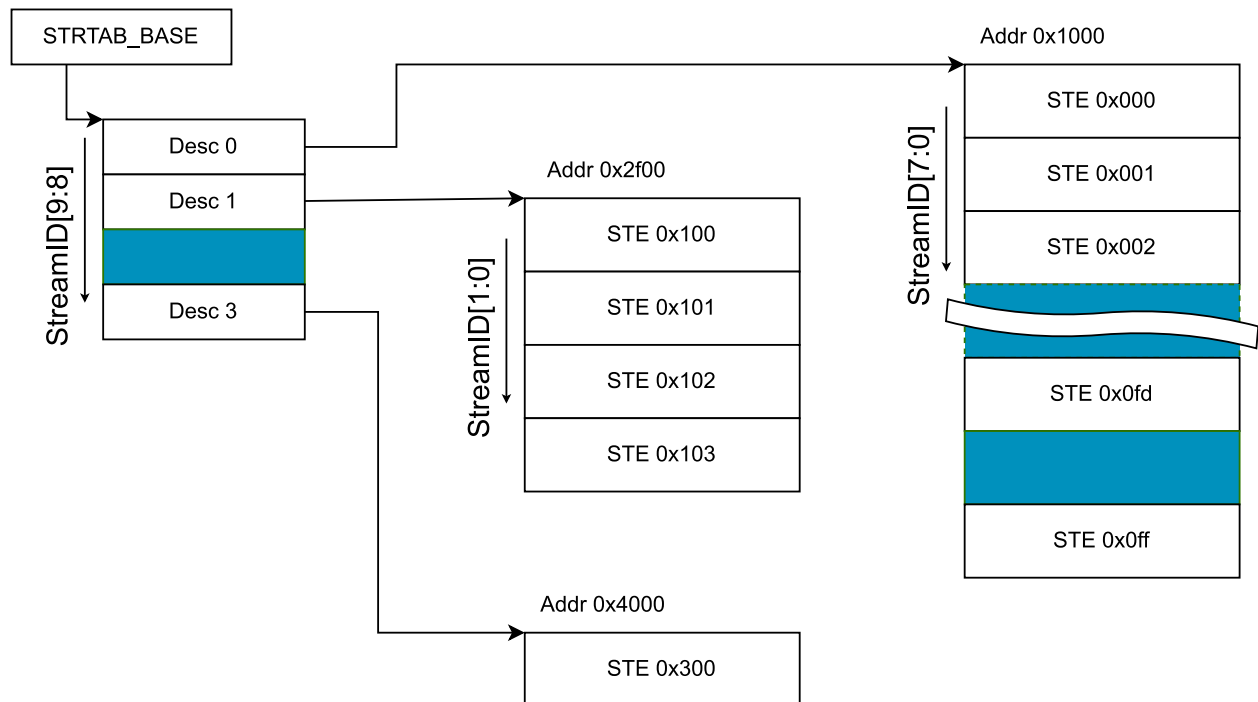 STRTAB_BASE
Desc 0
Desc 1
Desc 3
StreamID[9:8]
Addr 0x2f00
STE 0x100
STE 0x101
STE 0x102
STE 0x103
StreamID[1:0]
Addr 0x4000
STE 0x300
Addr 0x1000
STE 0x000
STE 0x001
STE 0x002
STE 0x0fd
STE 0x0ff
StreamID[7:0]